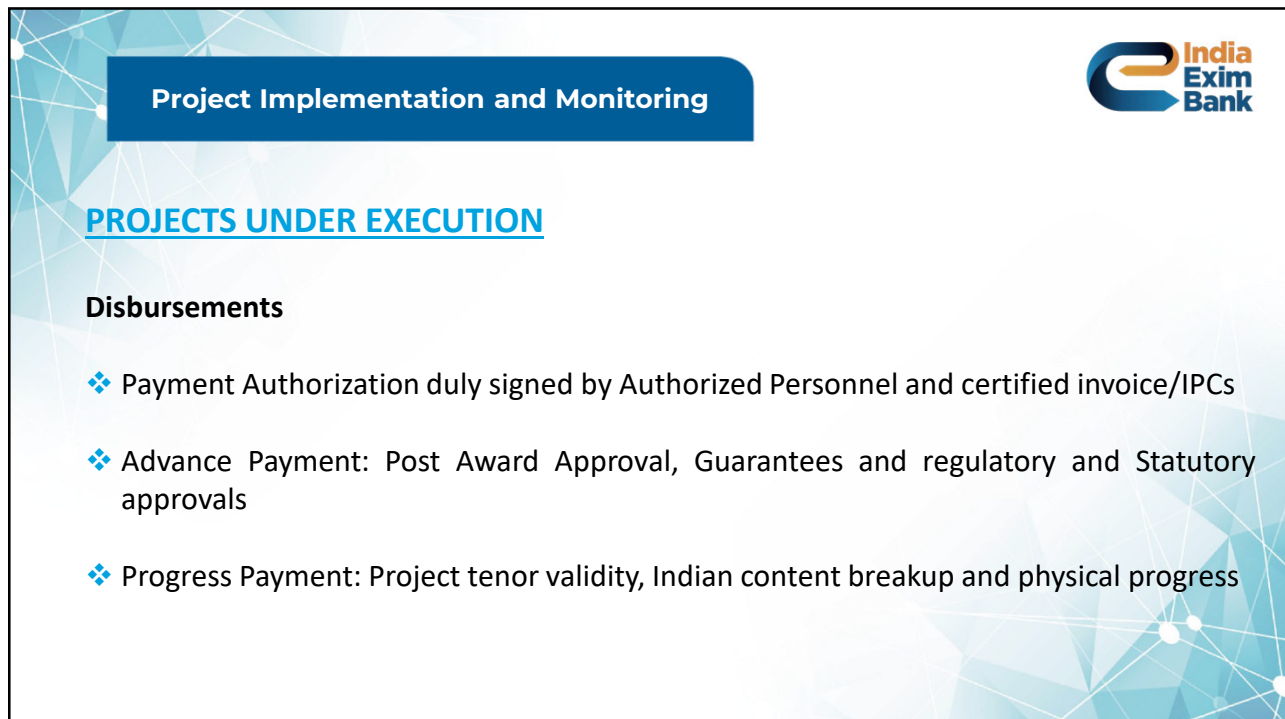 Project Implementation and Monitoring
India
Exim
Bank
PROJECTS UNDER EXECUTION
Disbursements
❖ Payment Authorization duly signed by Authorized Personnel and certified invoice/IPCs
❖ Advance Payment: Post Award Approval, Guarantees and regulatory and Statutory
approvals
❖ Progress Payment: Project tenor validity, Indian content breakup and physical progress